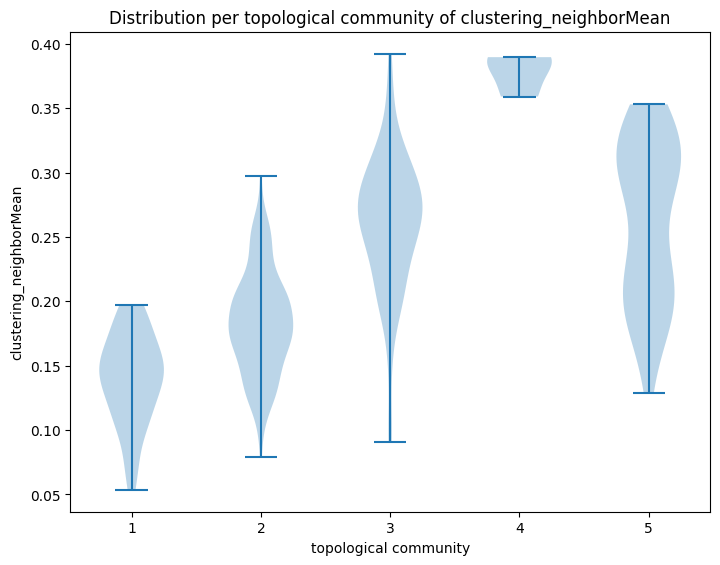 Distribution per topological community of clustering_neighborMean
clustering_neighborMean
0.40
0.35
0.30
0.25
0.20
0.15
0.10
0.05
1 2 3 4 5
topological community